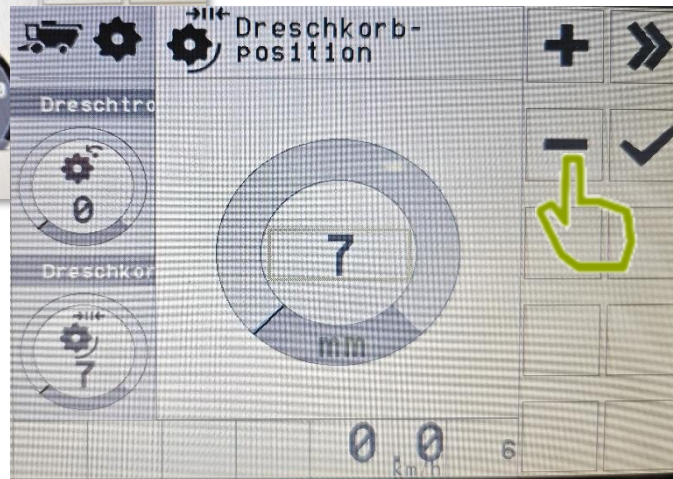 Dreschkorb-
position
Dreschtro
0
Dreschkor
7
7
mm
0.0
km/h
6